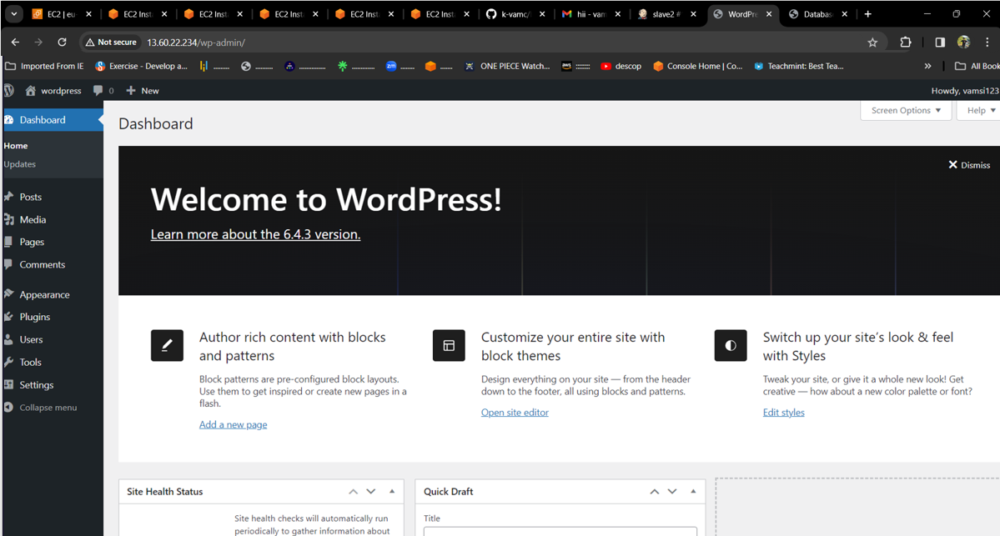 EC2 | eu
EC2 Inst
EC2 Inst
EC2 Inst
EC2 Inst
EC2 Inst
k-vamc/
hii - vam
slave2 #
WordPre
Databas
Not secure
13.60.22.234/wp-admin/
Imported From IE
Exercise - Develop a...
ONE PIECE Watch...
descop
Console Home | Co...
Teachmint: Best Tea...
»
All Book
wordpress
0
New
Howdy, vamsi123
Dashboard
Home
Updates
Posts
Media
Pages
Comments
Appearance
Plugins
Users
Tools
Settings
Collapse menu
Screen Options
Help
Dashboard
Dismiss
Welcome to WordPress!
Learn more about the 6.4.3 version.
Author rich content with blocks
and patterns
Block patterns are pre-configured block layouts.
Use them to get inspired or create new pages in a
flash.
Add a new page
Customize your entire site with
block themes
Design everything on your site — from the header
down to the footer, all using blocks and patterns.
Open site editor
Switch up your site’s look & feel
with Styles
Tweak your site, or give it a whole new look! Get
creative — how about a new color palette or font?
Edit styles
Site Health Status
Site health checks will automatically run
periodically to gather information about
Quick Draft
Title